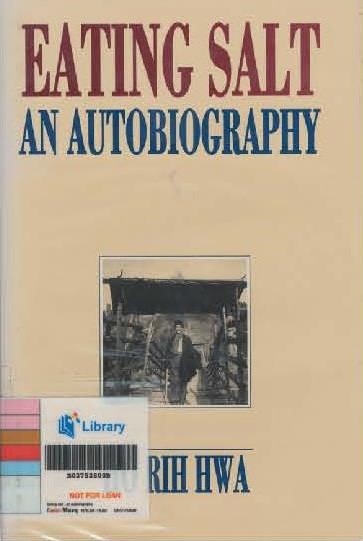 EATING SALT
AN AUTOBIOGRAPHY
Library
NOT FOR LOAN
RIH HWA